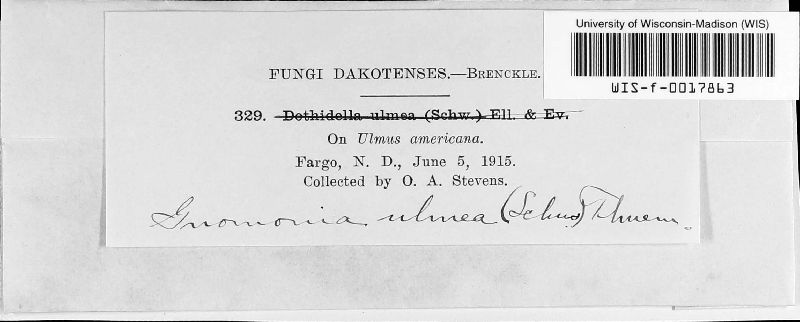 University of Wisconsin-Madison (WIS)
WIS-f-0017863
FUNGI DAKOTENSES.—BRENCKLE.
329. Dothidella ulmea (Schw.) Ell. & Ev.
On Ulmus americana.
Fargo, N. D., June 5, 1915.
Collected by O. A. Stevens.
Gnomonia ulmea (Schw) Thuem.